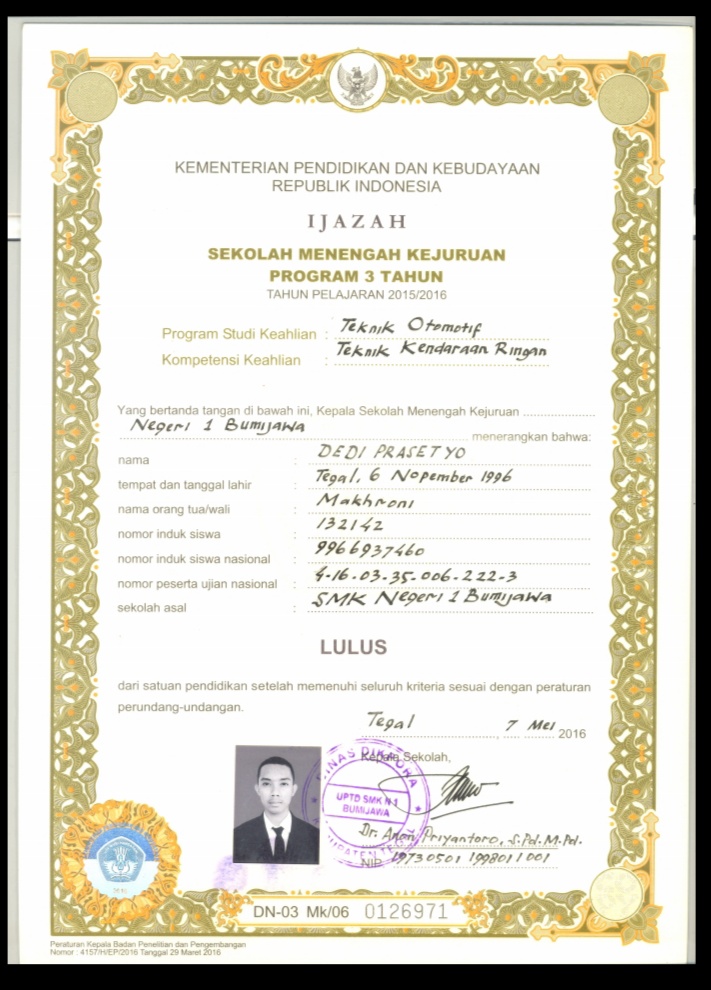 KEMENTERIAN PENDIDIKAN DAN KEBUDAYAAN
REPUBLIK INDONESIA
IJAZAH
SEKOLAH MENENGAH KEJURUAN
PROGRAM 3 TAHUN
TAHUN PELAJARAN 2015/2016
Program Studi Keahlian : Teknik Otomotif
Kompetensi Keahlian : Teknik Kendaraan Ringan
Yang bertanda tangan di bawah ini, Kepala Sekolah Menengah Kejuruan
Negeri 1 Bumijawa menerangkan bahwa:
nama : DEDI PRASETYO
tempat dan tanggal lahir : Tegal, 6 Nopember 1996
nama orang tua/wali : Makhroni
nomor induk siswa : 132142
nomor induk siswa nasional : 9966937460
nomor peserta ujian nasional : 4-16-03-35-006-222-3
sekolah asal : SMK Negeri 1 Bumijawa
LULUS
dari satuan pendidikan setelah memenuhi seluruh kriteria sesuai dengan peraturan
perundang-undangan.
Tegal, 7 Mei 2016
Kepala Sekolah,
DINAS DIKPORA
UPTD SMK N 1
BUMIJAWA
KABUPATEN TEGAL
Dr. Priyantoro, S.Pd. M.Pd.
NIP 19730501 199801 1 001
DN-03 Mk/06 0126971
Peraturan Kepala Badan Penelitian dan Pengembangan
Nomor : 4157/H/EP/2016 Tanggal 29 Maret 2016